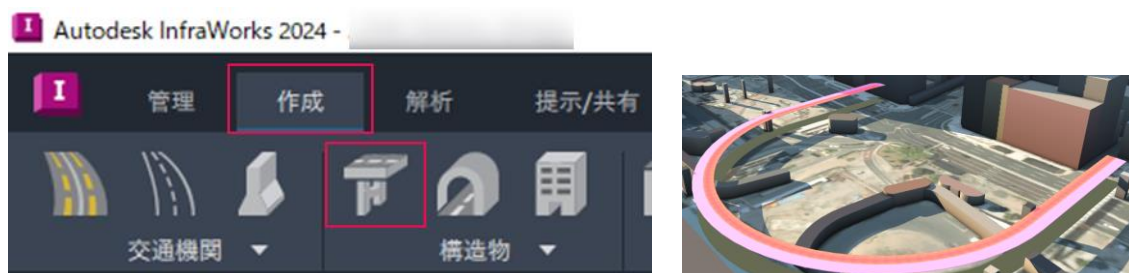 I Autodesk InfraWorks 2024 -
I 管理 作成 解析 提示/共有
交通機関 構造物